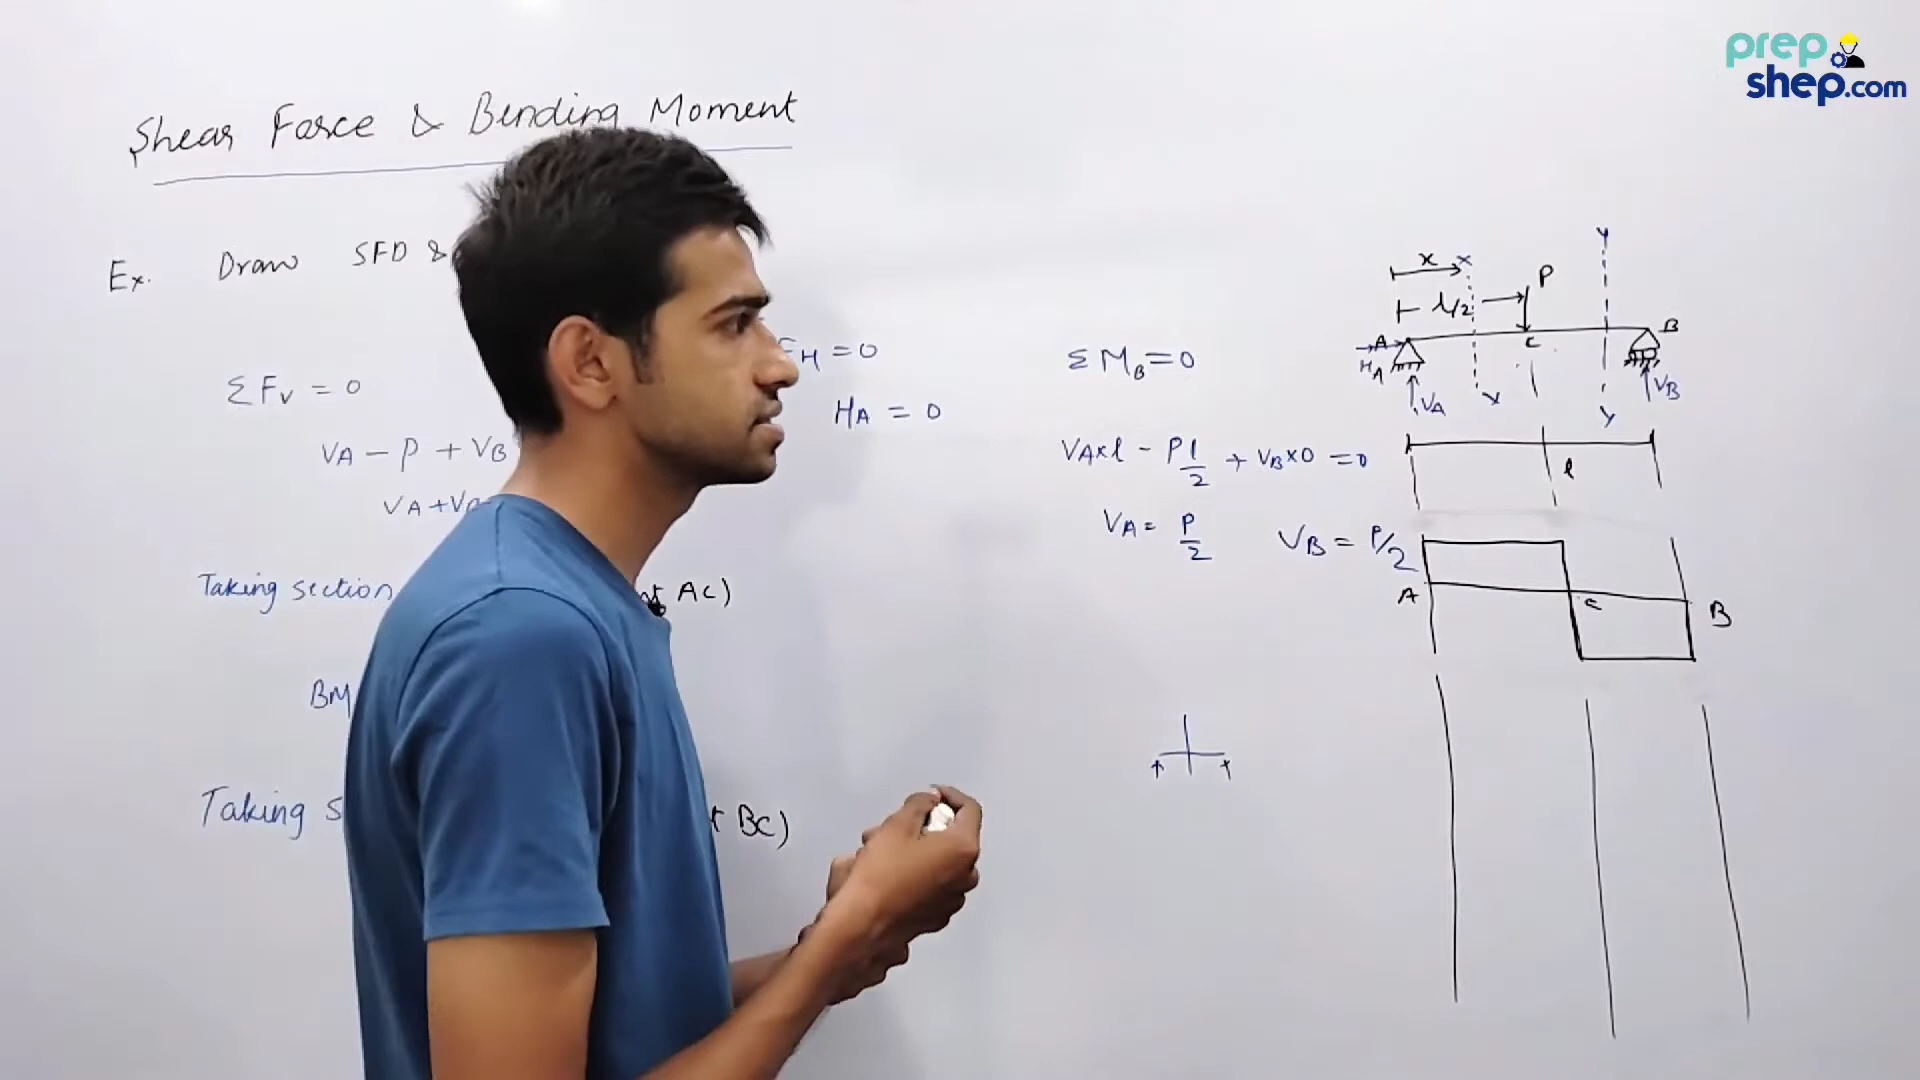 prep
shep.com
Shear Force & Bending Moment
Ex. Draw SFD &
ΣFv = 0
VA - P + VB
VA+VB
H = 0
HA = 0
ΣMB = 0
VA×l - P l/2 + VB×0 = 0
VA = P/2 VB = P/2
Taking section
AC)
BM
Taking s
BC)
x x y
l/2 P
A C B
HA VA x y VB
l
A C B